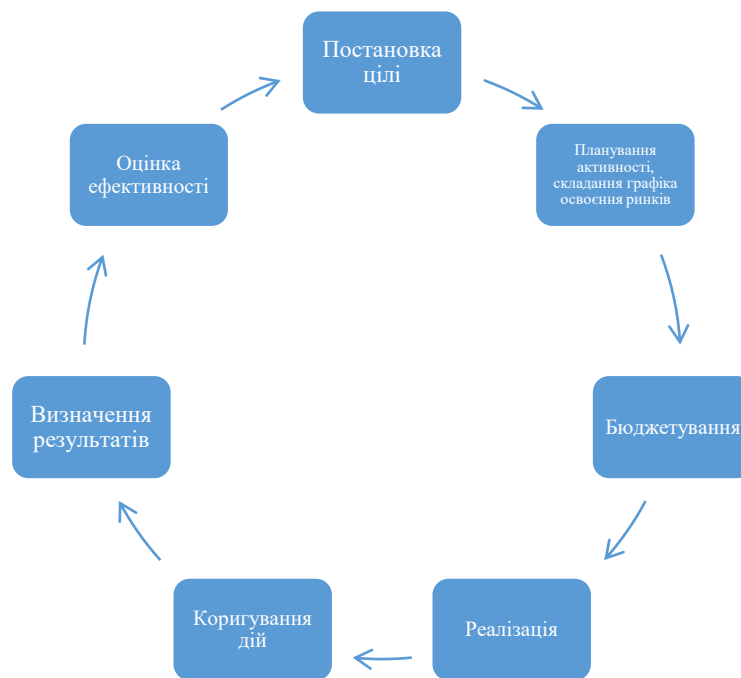 Постановка
цілі
Планування
активності,
складання графіка
освоєння ринків
Бюджетування
Реалізація
Коригування
дій
Визначення
результатів
Оцінка
ефективності